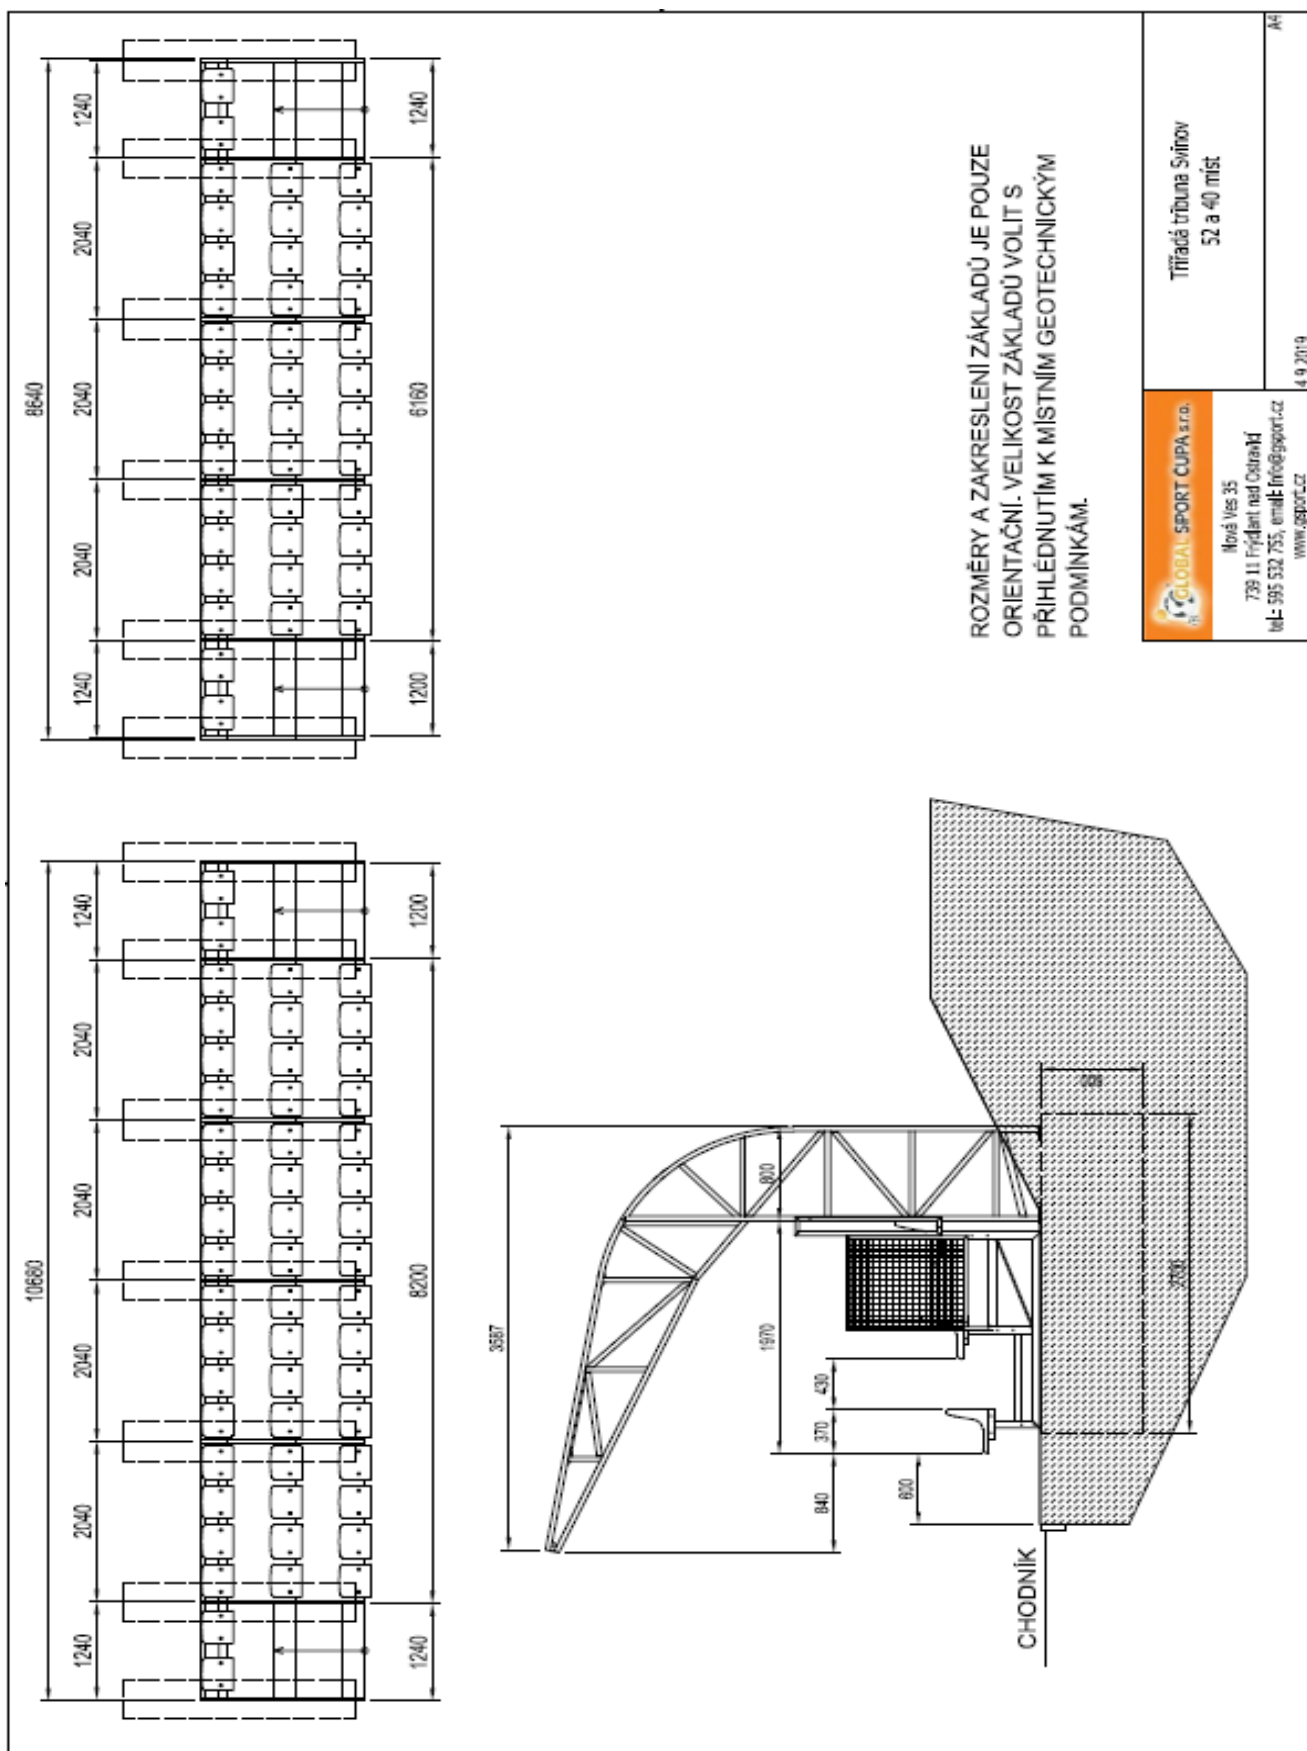 10680
1240
2040
2040
2040
2040
1240
1240
8200
1200
8640
1240
2040
2040
2040
1240
1200
6160
1240
3587
1970
800
840
370
430
600
2700
CHODNÍK
ROZMĚRY A ZAKRESLENÍ ZÁKLADŮ JE POUZE
ORIENTAČNÍ. VELIKOST ZÁKLADŮ VOLIT S
PŘIHLÉDNUTÍM K MÍSTNÍM GEOTECHNICKÝM
PODMÍNKÁM.
GLOBAL SPORT ČUPA s.r.o.
Nová Ves 35
739 11 Frýdlant nad Ostravicí
tel.: 595 532 755, email: info@gsport.cz
www.gsport.cz
Třířadá tribuna Svinov
52 a 40 míst
4.9.2019
A4